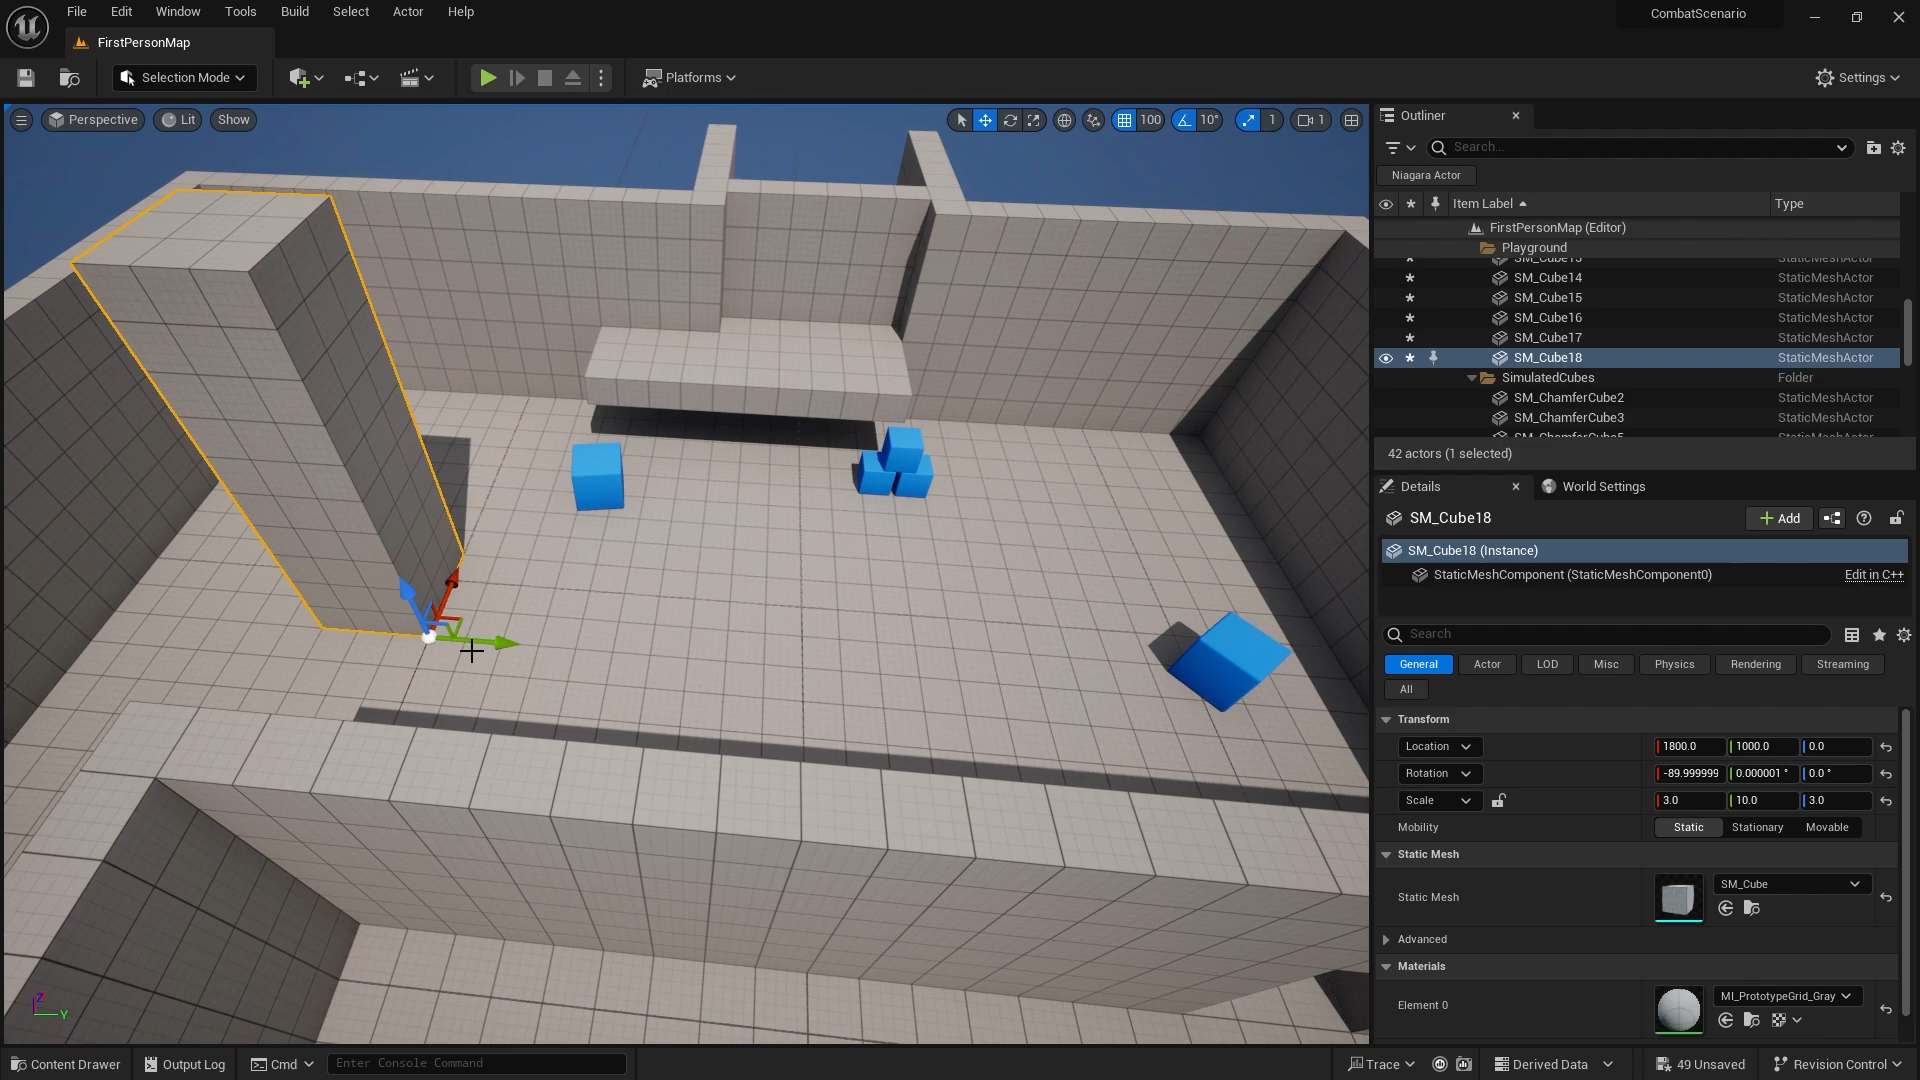 File Edit Window Tools Build Select Actor Help
CombatScenario
FirstPersonMap
Selection Mode
Platforms
Settings
Perspective Lit Show
100 10° 1 1
Outliner
Search...
Niagara Actor
Item Label Type
FirstPersonMap (Editor)
Playground
SM_Cube14 StaticMeshActor
SM_Cube15 StaticMeshActor
SM_Cube16 StaticMeshActor
SM_Cube17 StaticMeshActor
SM_Cube18 StaticMeshActor
SimulatedCubes Folder
SM_ChamferCube2 StaticMeshActor
SM_ChamferCube3 StaticMeshActor
42 actors (1 selected)
Details World Settings
SM_Cube18
Add
SM_Cube18 (Instance)
StaticMeshComponent (StaticMeshComponent0) Edit in C++
Search
General Actor LOD Misc Physics Rendering Streaming
All
Transform
Location 1800.0 1000.0 0.0
Rotation -89.999999 0.000001 ° 0.0 °
Scale 3.0 10.0 3.0
Mobility Static Stationary Movable
Static Mesh
Static Mesh SM_Cube
Advanced
Materials
Element 0 MI_PrototypeGrid_Gray
Z
Y
Content Drawer Output Log Cmd Enter Console Command Trace Derived Data 49 Unsaved Revision Control